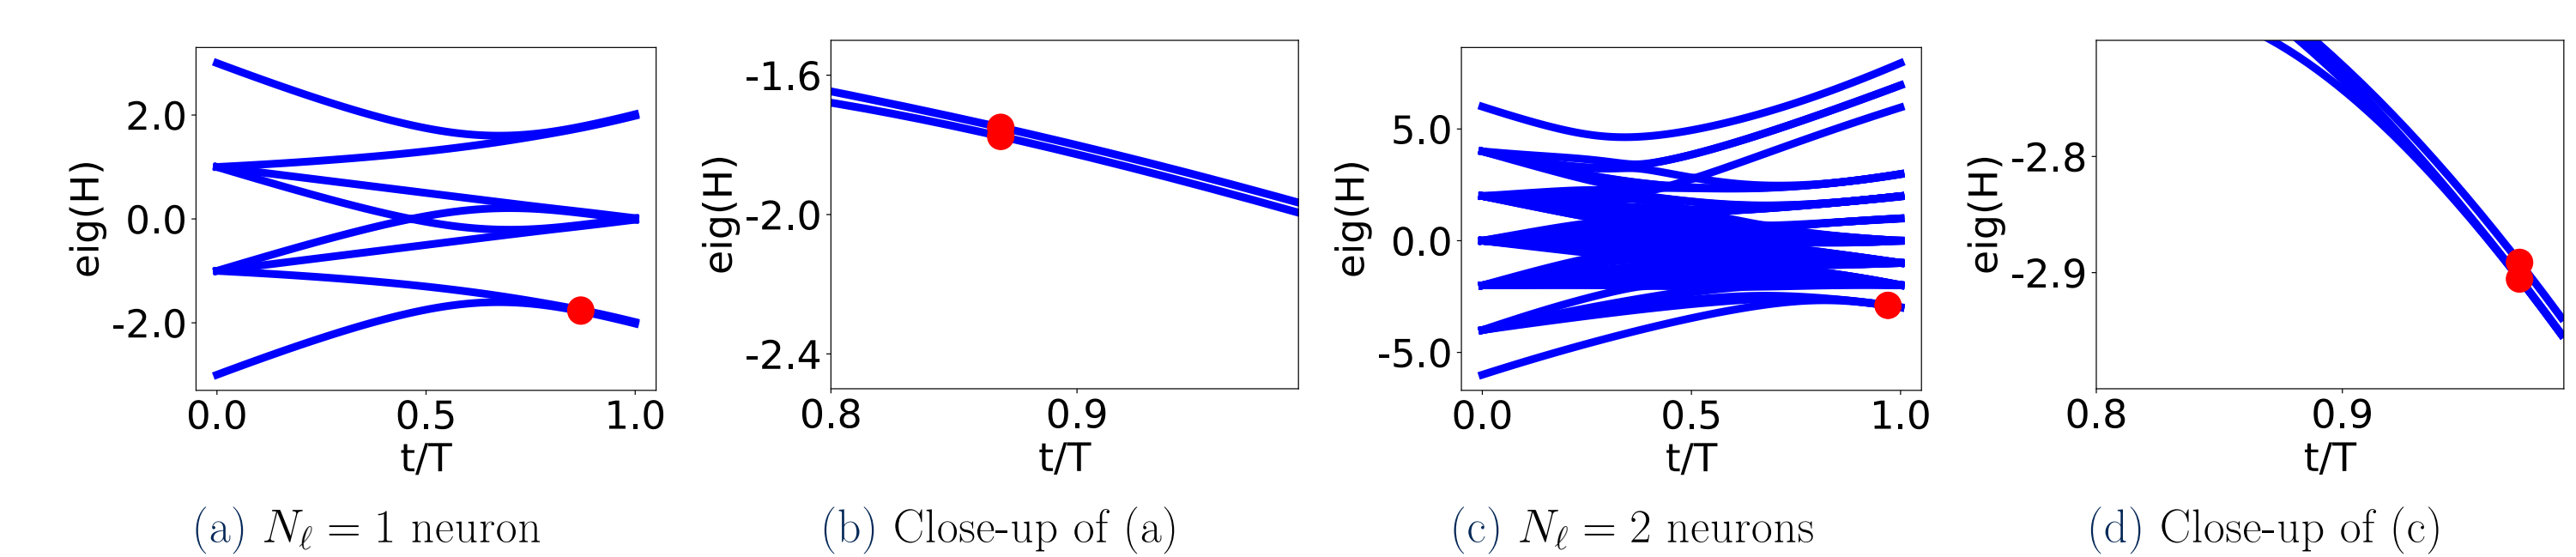 2.0
0.0
-2.0
eig(H)
0.0 0.5 1.0
t/T
(a) $N_\ell = 1$ neuron
-1.6
-2.0
-2.4
eig(H)
0.8 0.9
t/T
(b) Close-up of (a)
5.0
0.0
-5.0
eig(H)
0.0 0.5 1.0
t/T
(c) $N_\ell = 2$ neurons
-2.8
-2.9
eig(H)
0.8 0.9
t/T
(d) Close-up of (c)